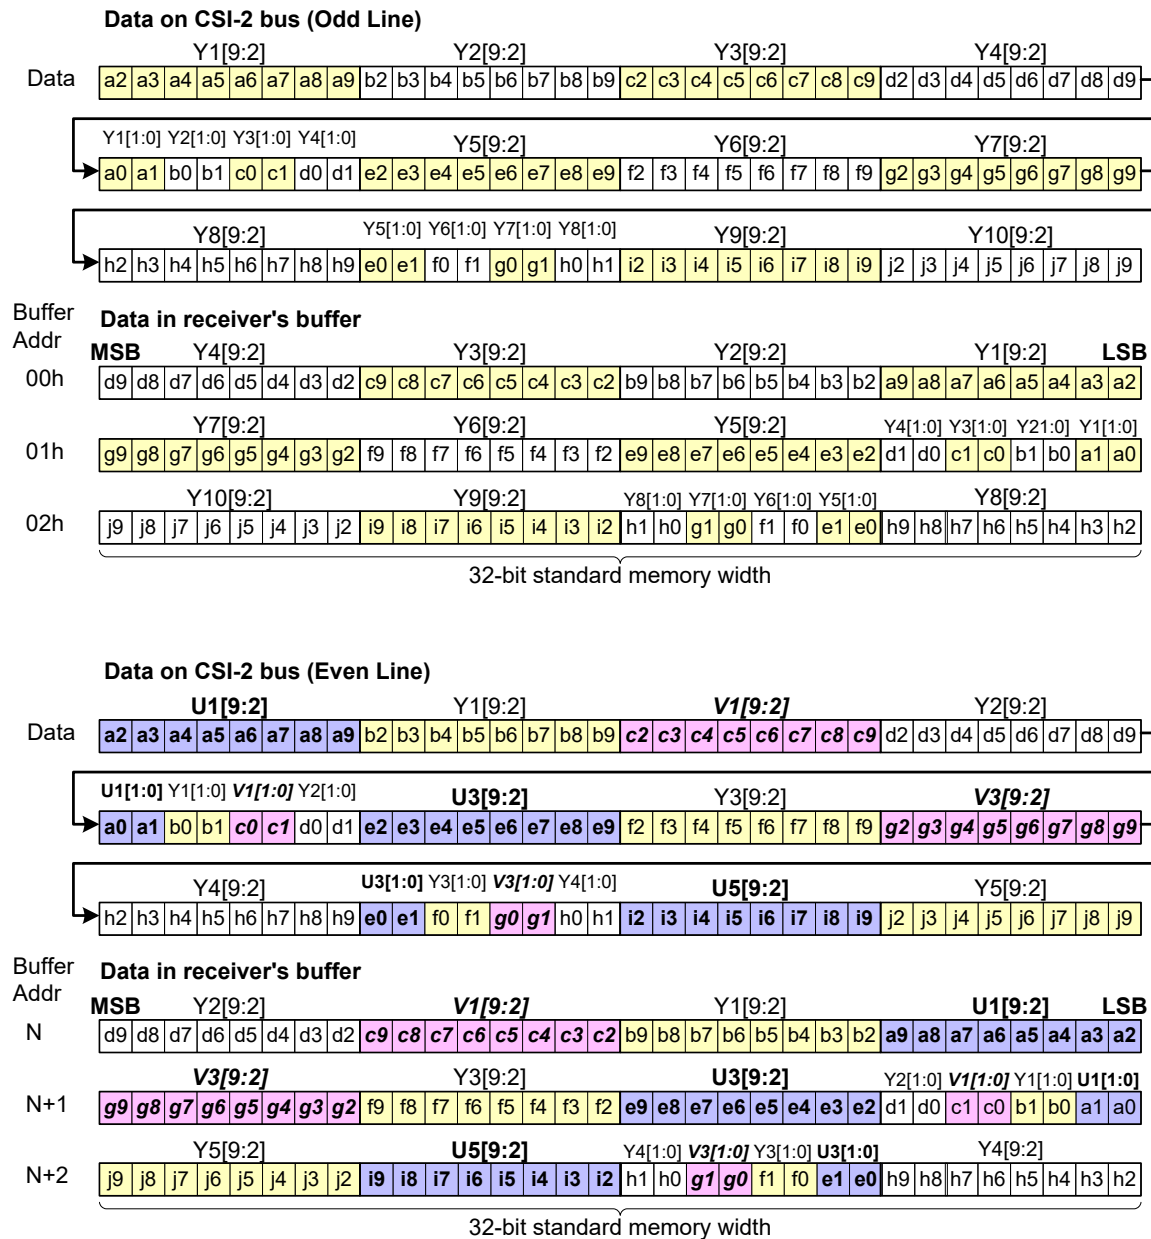 Data on CSI-2 bus (Odd Line)
Y1[9:2] Y2[9:2] Y3[9:2] Y4[9:2]
Data a2 a3 a4 a5 a6 a7 a8 a9 b2 b3 b4 b5 b6 b7 b8 b9 c2 c3 c4 c5 c6 c7 c8 c9 d2 d3 d4 d5 d6 d7 d8 d9
Y1[1:0] Y2[1:0] Y3[1:0] Y4[1:0] Y5[9:2] Y6[9:2] Y7[9:2]
a0 a1 b0 b1 c0 c1 d0 d1 e2 e3 e4 e5 e6 e7 e8 e9 f2 f3 f4 f5 f6 f7 f8 f9 g2 g3 g4 g5 g6 g7 g8 g9
Y8[9:2] Y5[1:0] Y6[1:0] Y7[1:0] Y8[1:0] Y9[9:2] Y10[9:2]
h2 h3 h4 h5 h6 h7 h8 h9 e0 e1 f0 f1 g0 g1 h0 h1 i2 i3 i4 i5 i6 i7 i8 i9 j2 j3 j4 j5 j6 j7 j8 j9
Buffer Addr
Data in receiver's buffer
MSB Y4[9:2] Y3[9:2] Y2[9:2] Y1[9:2] LSB
00h d9 d8 d7 d6 d5 d4 d3 d2 c9 c8 c7 c6 c5 c4 c3 c2 b9 b8 b7 b6 b5 b4 b3 b2 a9 a8 a7 a6 a5 a4 a3 a2
Y7[9:2] Y6[9:2] Y5[9:2] Y4[1:0] Y3[1:0] Y21:0] Y1[1:0]
01h g9 g8 g7 g6 g5 g4 g3 g2 f9 f8 f7 f6 f5 f4 f3 f2 e9 e8 e7 e6 e5 e4 e3 e2 d1 d0 c1 c0 b1 b0 a1 a0
Y10[9:2] Y9[9:2] Y8[1:0] Y7[1:0] Y6[1:0] Y5[1:0] Y8[9:2]
02h j9 j8 j7 j6 j5 j4 j3 j2 i9 i8 i7 i6 i5 i4 i3 i2 h1 h0 g1 g0 f1 f0 e1 e0 h9 h8 h7 h6 h5 h4 h3 h2
32-bit standard memory width
Data on CSI-2 bus (Even Line)
U1[9:2] Y1[9:2] V1[9:2] Y2[9:2]
Data a2 a3 a4 a5 a6 a7 a8 a9 b2 b3 b4 b5 b6 b7 b8 b9 c2 c3 c4 c5 c6 c7 c8 c9 d2 d3 d4 d5 d6 d7 d8 d9
U1[1:0] Y1[1:0] V1[1:0] Y2[1:0] U3[9:2] Y3[9:2] V3[9:2]
a0 a1 b0 b1 c0 c1 d0 d1 e2 e3 e4 e5 e6 e7 e8 e9 f2 f3 f4 f5 f6 f7 f8 f9 g2 g3 g4 g5 g6 g7 g8 g9
Y4[9:2] U3[1:0] Y3[1:0] V3[1:0] Y4[1:0] U5[9:2] Y5[9:2]
h2 h3 h4 h5 h6 h7 h8 h9 e0 e1 f0 f1 g0 g1 h0 h1 i2 i3 i4 i5 i6 i7 i8 i9 j2 j3 j4 j5 j6 j7 j8 j9
Buffer Addr
Data in receiver's buffer
MSB Y2[9:2] V1[9:2] Y1[9:2] U1[9:2] LSB
N d9 d8 d7 d6 d5 d4 d3 d2 c9 c8 c7 c6 c5 c4 c3 c2 b9 b8 b7 b6 b5 b4 b3 b2 a9 a8 a7 a6 a5 a4 a3 a2
V3[9:2] Y3[9:2] U3[9:2] Y2[1:0] V1[1:0] Y1[1:0] U1[1:0]
N+1 g9 g8 g7 g6 g5 g4 g3 g2 f9 f8 f7 f6 f5 f4 f3 f2 e9 e8 e7 e6 e5 e4 e3 e2 d1 d0 c1 c0 b1 b0 a1 a0
Y5[9:2] U5[9:2] Y4[1:0] V3[1:0] Y3[1:0] U3[1:0] Y4[9:2]
N+2 j9 j8 j7 j6 j5 j4 j3 j2 i9 i8 i7 i6 i5 i4 i3 i2 h1 h0 g1 g0 f1 f0 e1 e0 h9 h8 h7 h6 h5 h4 h3 h2
32-bit standard memory width